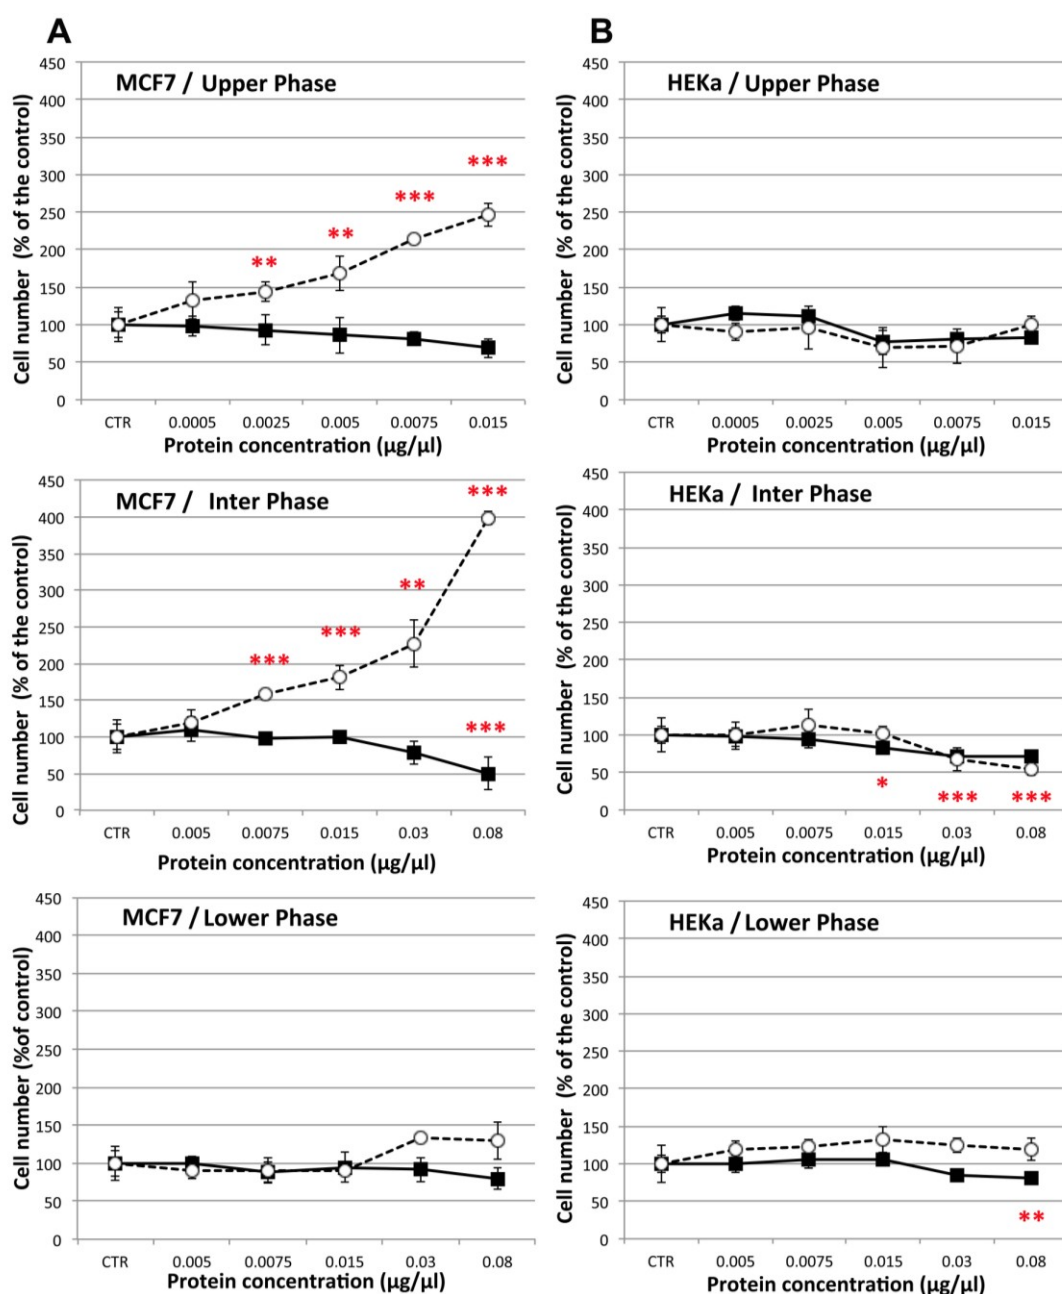 A
MCF7 / Upper Phase
Cell number (% of the control)
450
400
350
300
250
200
150
100
50
0
**
**
***
***
CTR 0.0005 0.0025 0.005 0.0075 0.015
Protein concentration (µg/µl)
B
HEKa / Upper Phase
Cell number (% of the control)
450
400
350
300
250
200
150
100
50
0
CTR 0.0005 0.0025 0.005 0.0075 0.015
Protein concentration (µg/µl)
MCF7 / Inter Phase
Cell number (% of the control)
450
400
350
300
250
200
150
100
50
0
***
***
**
***
***
CTR 0.005 0.0075 0.015 0.03 0.08
Protein concentration (µg/µl)
HEKa / Inter Phase
Cell number (% of the control)
450
400
350
300
250
200
150
100
50
0
* *** ***
CTR 0.005 0.0075 0.015 0.03 0.08
Protein concentration (µg/µl)
MCF7 / Lower Phase
Cell number (%of control)
450
400
350
300
250
200
150
100
50
0
CTR 0.005 0.0075 0.015 0.03 0.08
Protein concentration (µg/µl)
HEKa / Lower Phase
Cell number (% of the control)
450
400
350
300
250
200
150
100
50
0
**
CTR 0.005 0.0075 0.015 0.03 0.08
Protein concentration (µg/µl)